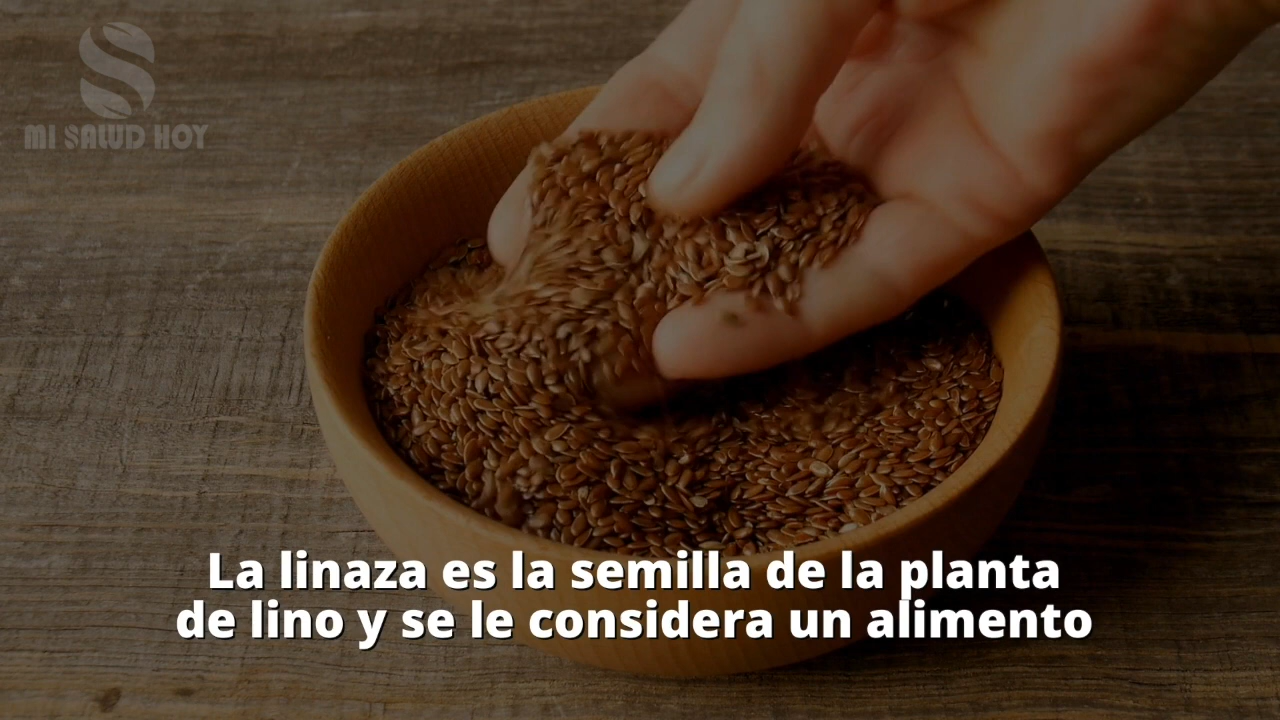 MI SALUD HOY
La linaza es la semilla de la planta
de lino y se le considera un alimento